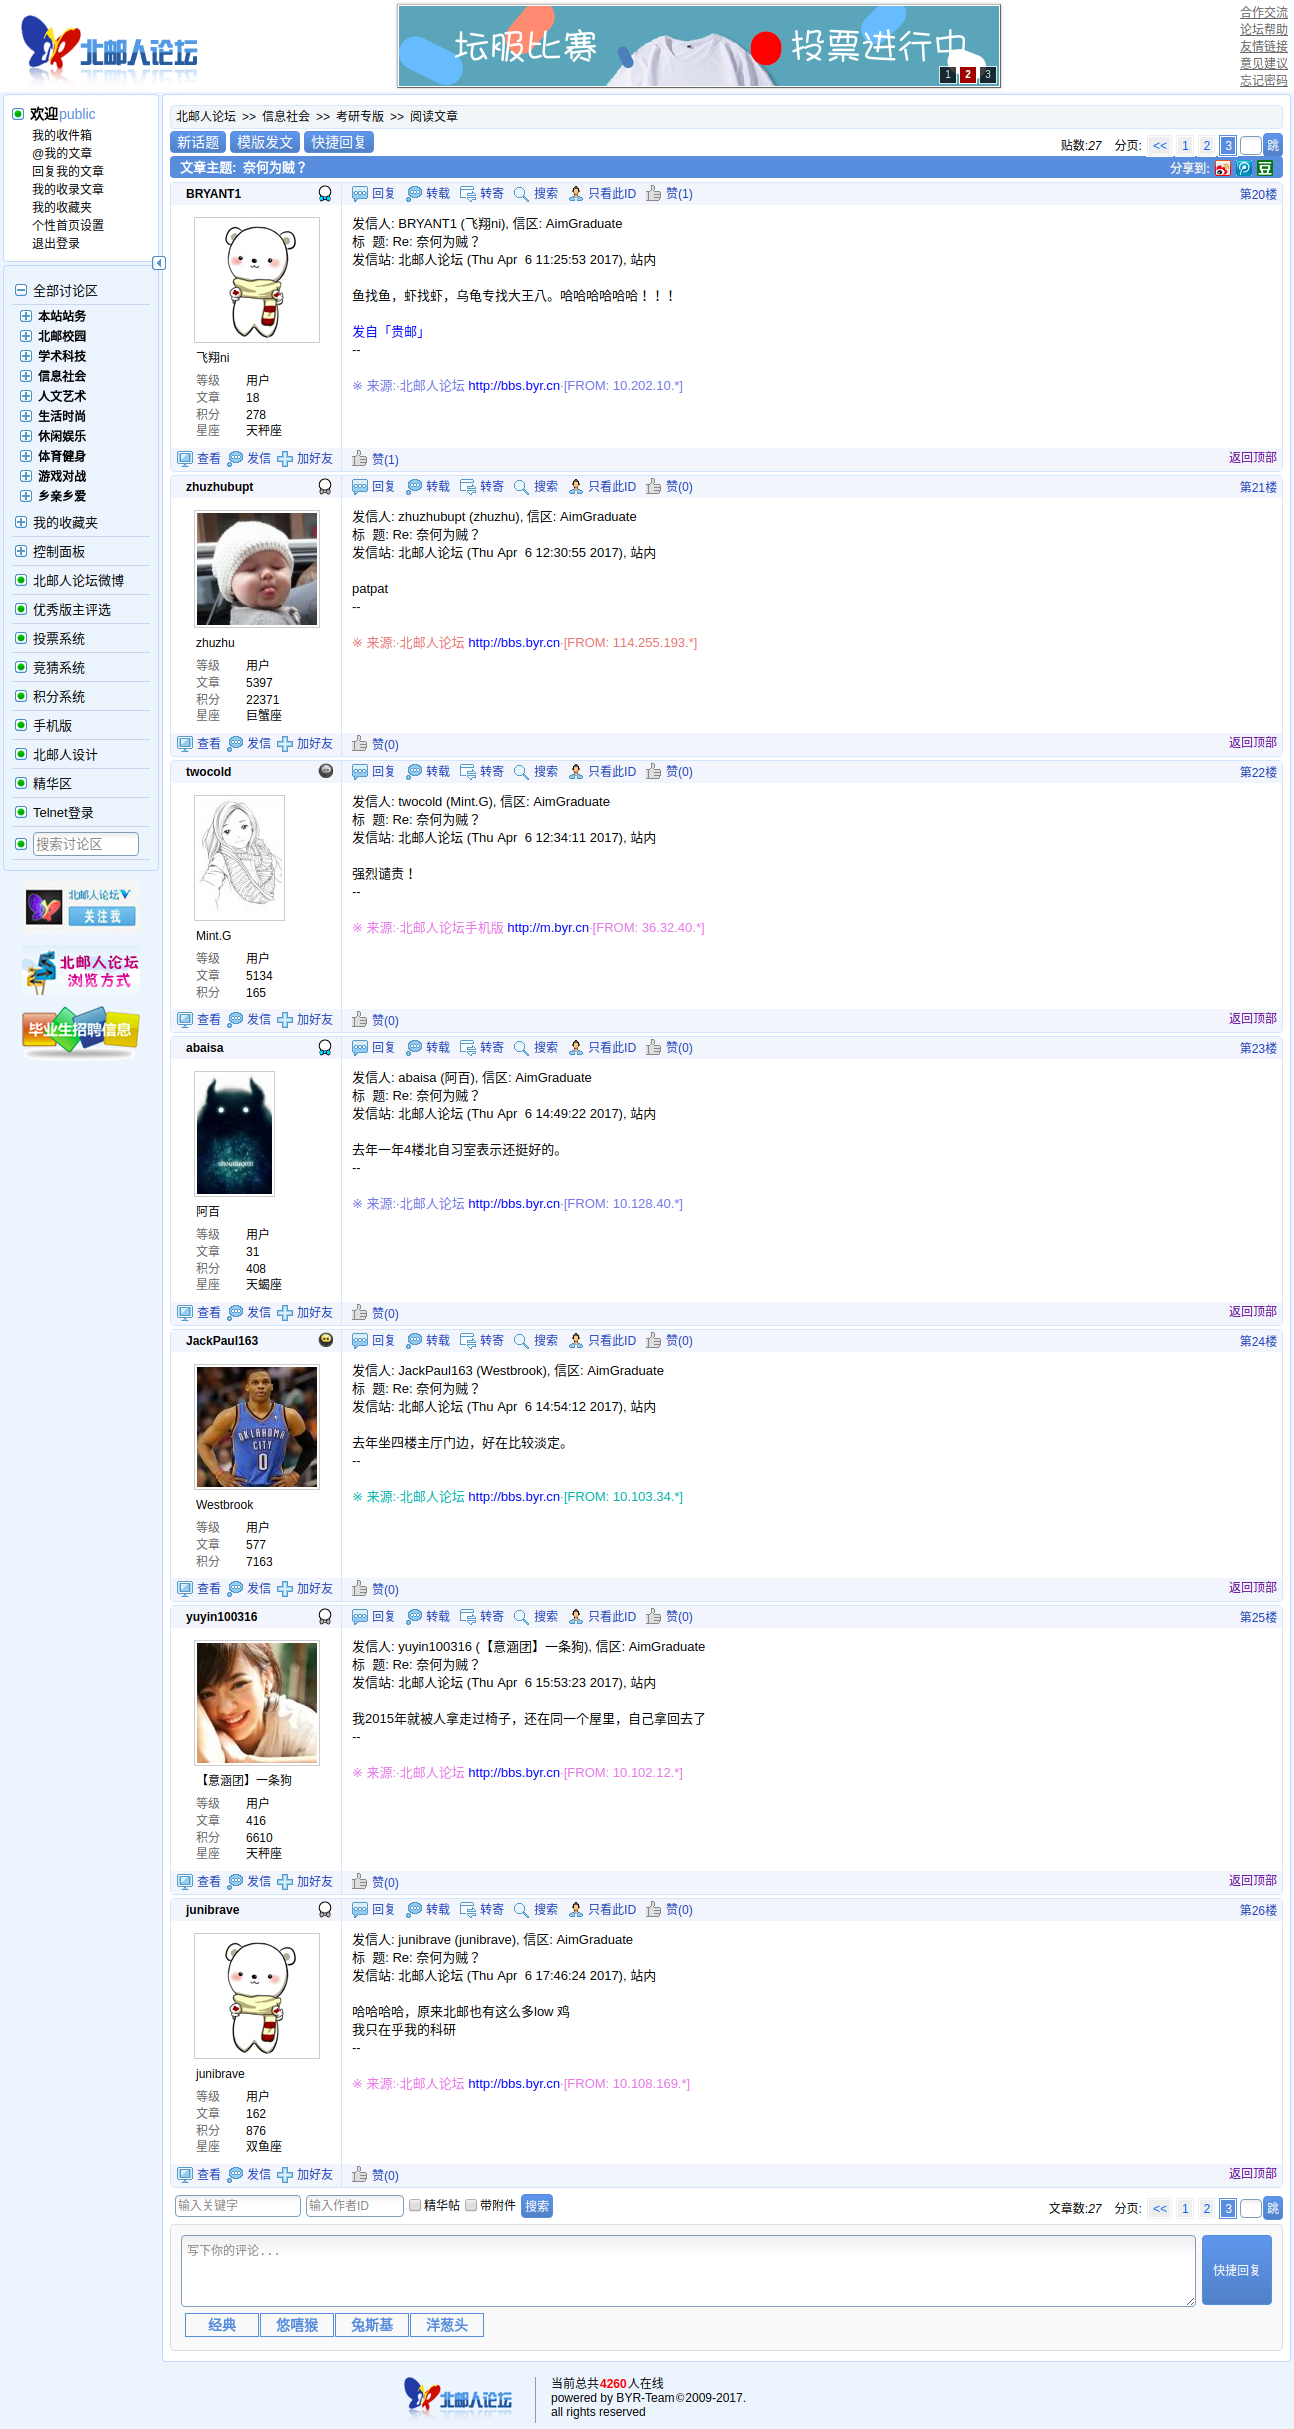 北邮人论坛
坛服比赛 投票进行中
1 2 3
合作交流
论坛帮助
友情链接
意见建议
忘记密码
欢迎public
我的收件箱
@我的文章
回复我的文章
我的收录文章
我的收藏夹
个性首页设置
退出登录
全部讨论区
本站站务
北邮校园
学术科技
信息社会
人文艺术
生活时尚
休闲娱乐
体育健身
游戏对战
乡亲乡爱
我的收藏夹
控制面板
北邮人论坛微博
优秀版主评选
投票系统
竞猜系统
积分系统
手机版
北邮人设计
精华区
Telnet登录
搜索讨论区
北邮人论坛V
关注我
北邮人论坛
浏览方式
毕业生招聘信息
北邮人论坛 >> 信息社会 >> 考研专版 >> 阅读文章
新话题 模版发文 快捷回复
贴数:27 分页: << 1 2 3 跳
文章主题: 奈何为贼？ 分享到: 豆
BRYANT1 回复 转载 转寄 搜索 只看此ID 赞(1) 第20楼
飞翔ni
等级 用户
文章 18
积分 278
星座 天秤座
发信人: BRYANT1 (飞翔ni), 信区: AimGraduate
标 题: Re: 奈何为贼？
发信站: 北邮人论坛 (Thu Apr  6 11:25:53 2017), 站内
鱼找鱼，虾找虾，乌龟专找大王八。哈哈哈哈哈哈！！！
发自「贵邮」
--
※ 来源:·北邮人论坛 http://bbs.byr.cn·[FROM: 10.202.10.*]
查看 发信 加好友 赞(1) 返回顶部
zhuzhubupt 回复 转载 转寄 搜索 只看此ID 赞(0) 第21楼
zhuzhu
等级 用户
文章 5397
积分 22371
星座 巨蟹座
发信人: zhuzhubupt (zhuzhu), 信区: AimGraduate
标 题: Re: 奈何为贼？
发信站: 北邮人论坛 (Thu Apr  6 12:30:55 2017), 站内
patpat
--
※ 来源:·北邮人论坛 http://bbs.byr.cn·[FROM: 114.255.193.*]
查看 发信 加好友 赞(0) 返回顶部
twocold 回复 转载 转寄 搜索 只看此ID 赞(0) 第22楼
Mint.G
等级 用户
文章 5134
积分 165
发信人: twocold (Mint.G), 信区: AimGraduate
标 题: Re: 奈何为贼？
发信站: 北邮人论坛 (Thu Apr  6 12:34:11 2017), 站内
强烈谴责！
--
※ 来源:·北邮人论坛手机版 http://m.byr.cn·[FROM: 36.32.40.*]
查看 发信 加好友 赞(0) 返回顶部
abaisa 回复 转载 转寄 搜索 只看此ID 赞(0) 第23楼
阿百
等级 用户
文章 31
积分 408
星座 天蝎座
发信人: abaisa (阿百), 信区: AimGraduate
标 题: Re: 奈何为贼？
发信站: 北邮人论坛 (Thu Apr  6 14:49:22 2017), 站内
去年一年4楼北自习室表示还挺好的。
--
※ 来源:·北邮人论坛 http://bbs.byr.cn·[FROM: 10.128.40.*]
查看 发信 加好友 赞(0) 返回顶部
JackPaul163 回复 转载 转寄 搜索 只看此ID 赞(0) 第24楼
OKLAHOMA
CITY
0
Westbrook
等级 用户
文章 577
积分 7163
发信人: JackPaul163 (Westbrook), 信区: AimGraduate
标 题: Re: 奈何为贼？
发信站: 北邮人论坛 (Thu Apr  6 14:54:12 2017), 站内
去年坐四楼主厅门边，好在比较淡定。
--
※ 来源:·北邮人论坛 http://bbs.byr.cn·[FROM: 10.103.34.*]
查看 发信 加好友 赞(0) 返回顶部
yuyin100316 回复 转载 转寄 搜索 只看此ID 赞(0) 第25楼
【意涵团】一条狗
等级 用户
文章 416
积分 6610
星座 天秤座
发信人: yuyin100316 (【意涵团】一条狗), 信区: AimGraduate
标 题: Re: 奈何为贼？
发信站: 北邮人论坛 (Thu Apr  6 15:53:23 2017), 站内
我2015年就被人拿走过椅子，还在同一个屋里，自己拿回去了
--
※ 来源:·北邮人论坛 http://bbs.byr.cn·[FROM: 10.102.12.*]
查看 发信 加好友 赞(0) 返回顶部
junibrave 回复 转载 转寄 搜索 只看此ID 赞(0) 第26楼
junibrave
等级 用户
文章 162
积分 876
星座 双鱼座
发信人: junibrave (junibrave), 信区: AimGraduate
标 题: Re: 奈何为贼？
发信站: 北邮人论坛 (Thu Apr  6 17:46:24 2017), 站内
哈哈哈哈，原来北邮也有这么多low 鸡
我只在乎我的科研
--
※ 来源:·北邮人论坛 http://bbs.byr.cn·[FROM: 10.108.169.*]
查看 发信 加好友 赞(0) 返回顶部
输入关键字 输入作者ID 精华帖 带附件 搜索
文章数:27 分页: << 1 2 3 跳
写下你的评论...
快捷回复
经典 悠嘻猴 兔斯基 洋葱头
北邮人论坛
当前总共4260人在线
powered by BYR-Team©2009-2017.
all rights reserved